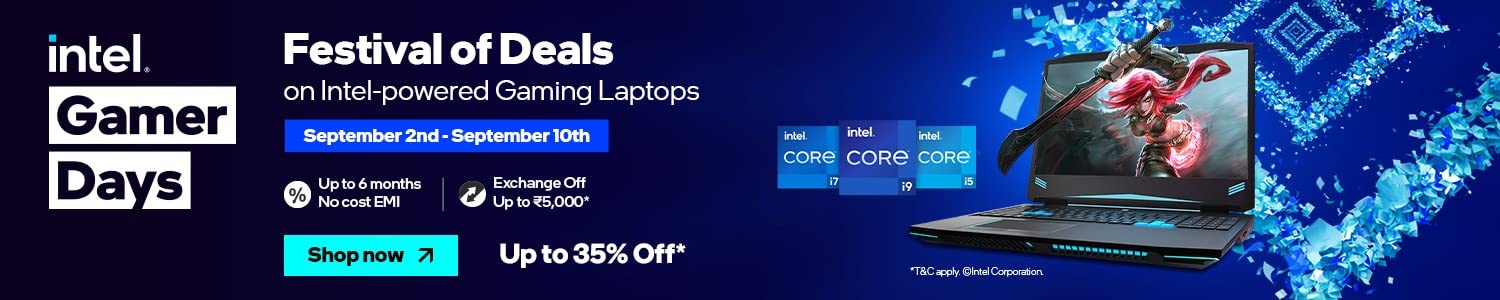 intel.
Gamer
Days
Festival of Deals
on Intel-powered Gaming Laptops
September 2nd - September 10th
%
Up to 6 months
No cost EMI
Exchange Off
Up to ₹5,000*
Shop now
Up to 35% Off*
intel.
CORE
i7
intel.
CORE
i9
intel.
CORE
i5
*T&C apply. ©Intel Corporation.